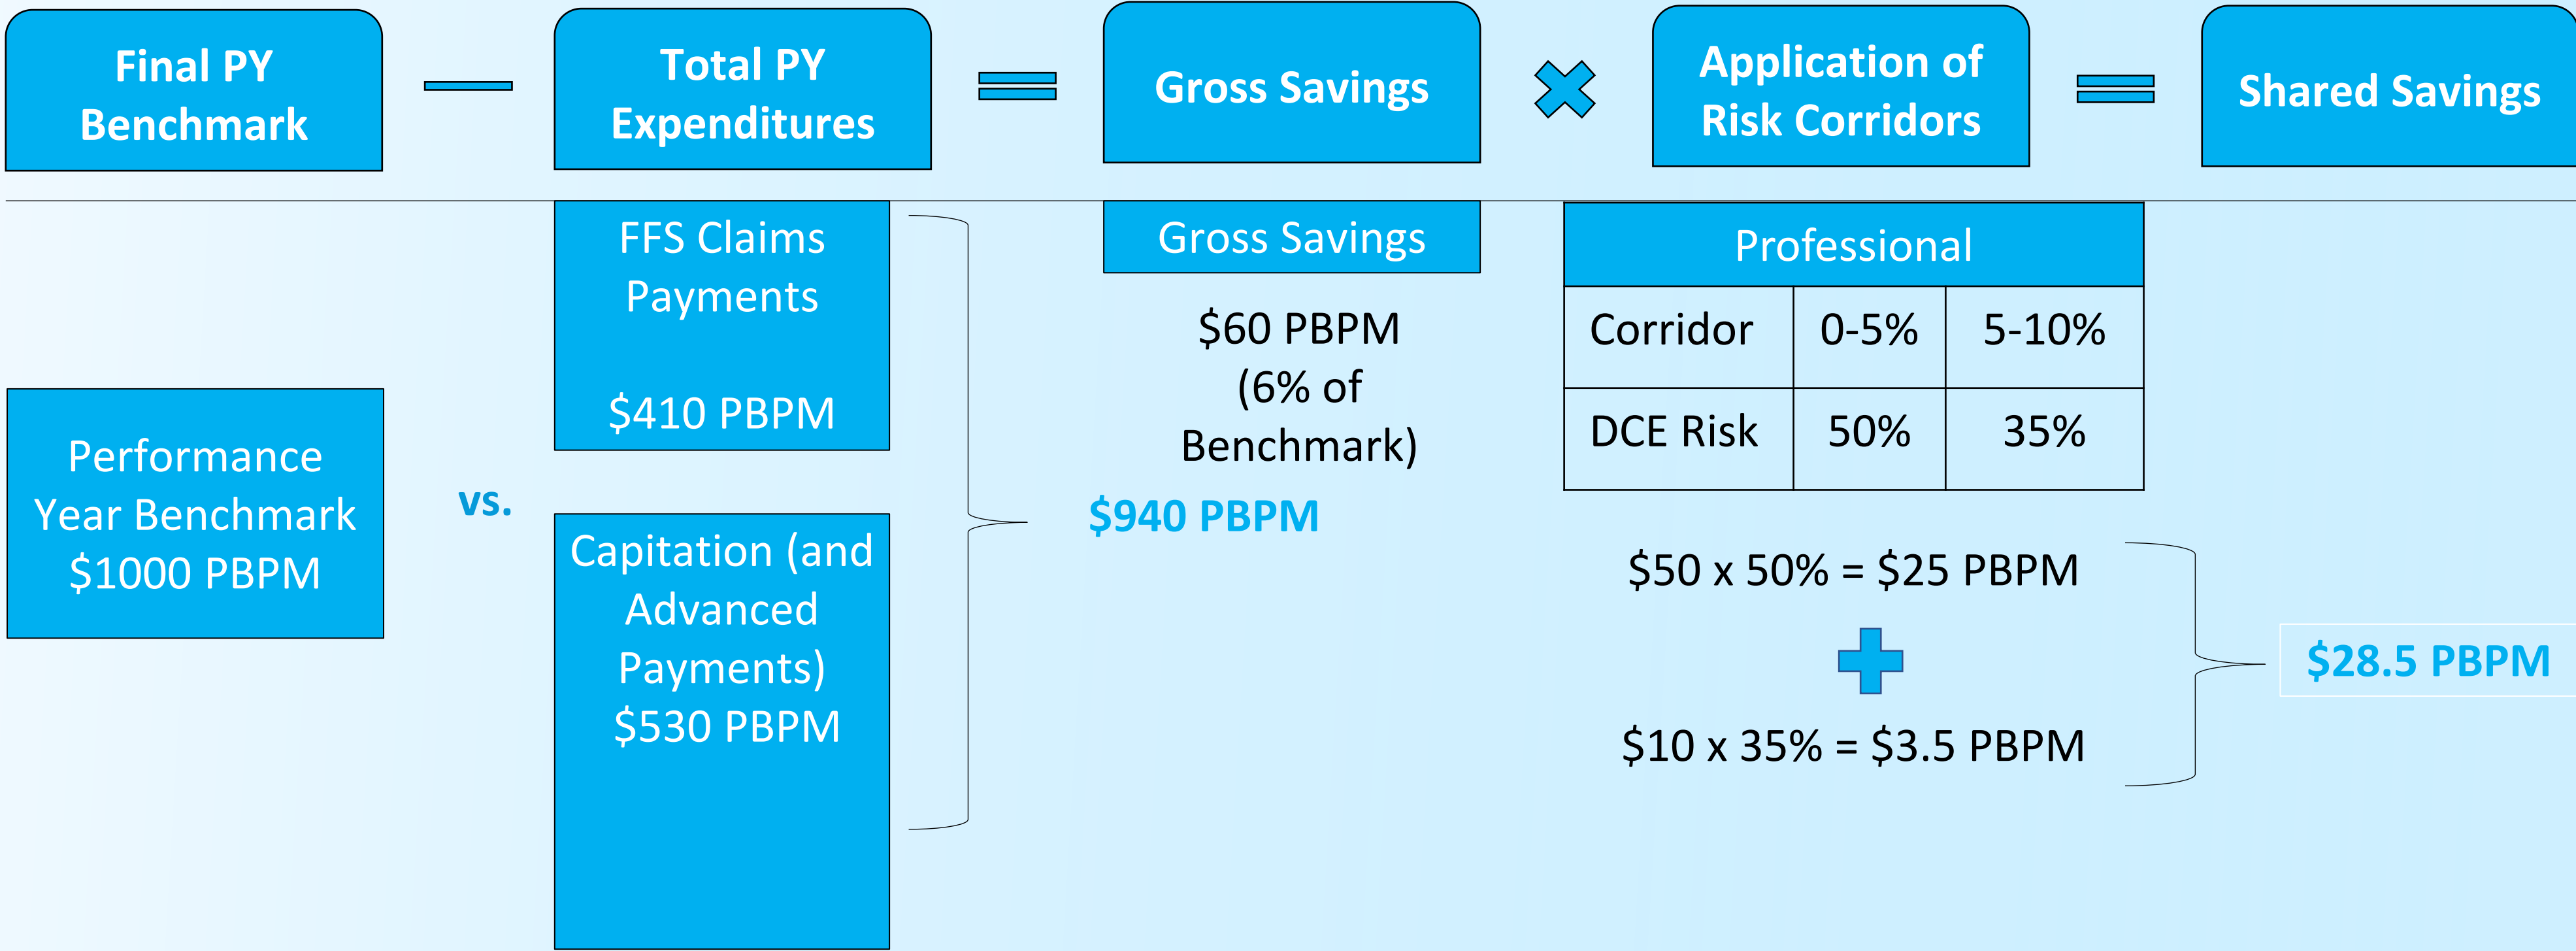 Final PY
Benchmark
Total PY
Expenditures
Gross Savings
Application of
Risk Corridors
Shared Savings
Performance
Year Benchmark
$1000 PBPM
vs.
FFS Claims
Payments
$410 PBPM
Capitation (and
Advanced
Payments)
$530 PBPM
$940 PBPM
Gross Savings
$60 PBPM
(6% of
Benchmark)
Professional
Corridor 0-5% 5-10%
DCE Risk 50% 35%
$50 x 50% = $25 PBPM
$10 x 35% = $3.5 PBPM
$28.5 PBPM